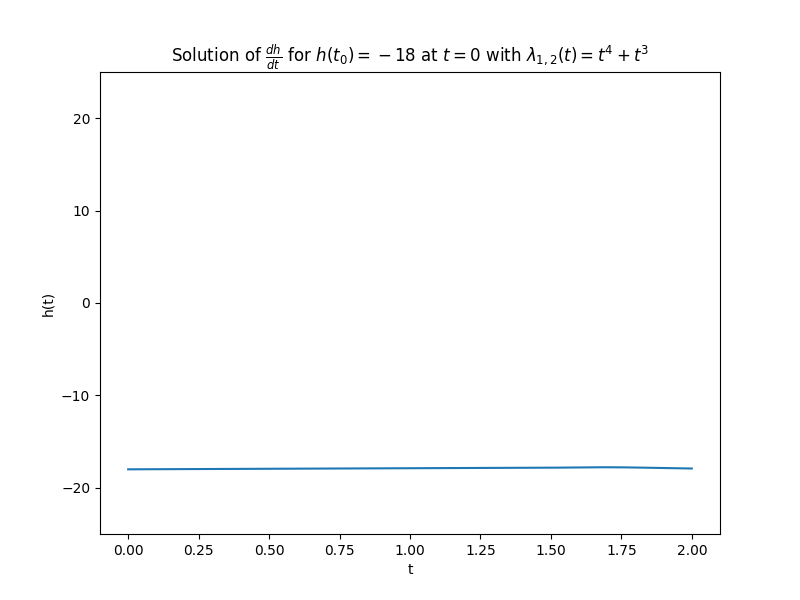 Solution of $\frac{dh}{dt}$ for $h(t_0) = -18$ at $t = 0$ with $\lambda_{1,2}(t) = t^4 + t^3$
20
10
0
−10
−20
h(t)
0.00 0.25 0.50 0.75 1.00 1.25 1.50 1.75 2.00
t